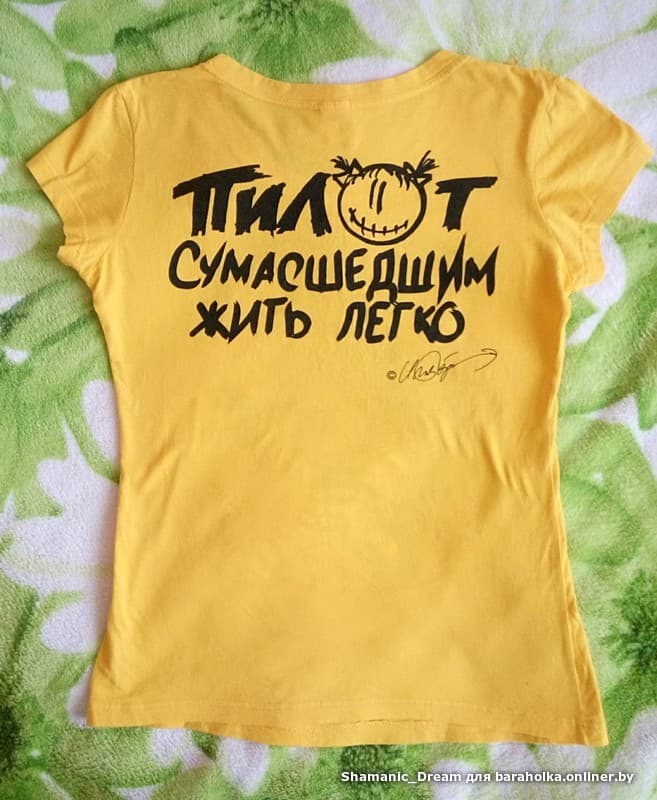 ПИЛОТ
СУМАСШЕДШИМ
ЖИТЬ ЛЕГКО
©
Shamanic_Dream для baraholka.onliner.by